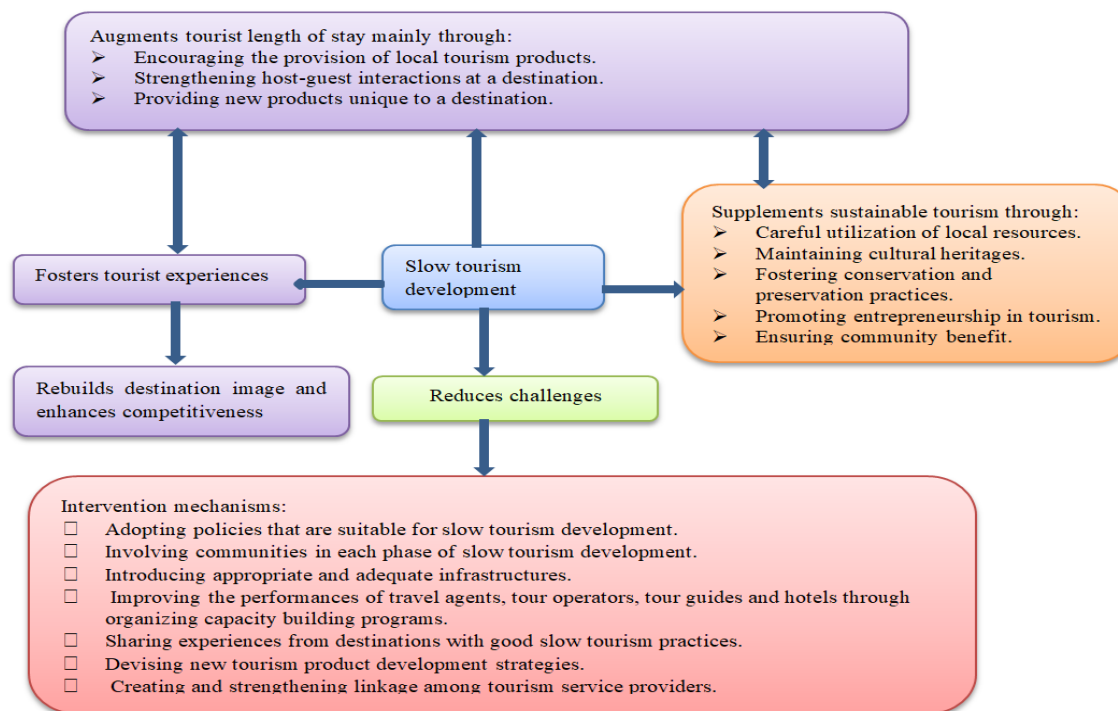 Augments tourist length of stay mainly through:
➢ Encouraging the provision of local tourism products.
➢ Strengthening host-guest interactions at a destination.
➢ Providing new products unique to a destination.
Supplements sustainable tourism through:
➢ Careful utilization of local resources.
➢ Maintaining cultural heritages.
➢ Fostering conservation and
preservation practices.
➢ Promoting entrepreneurship in tourism.
➢ Ensuring community benefit.
Fosters tourist experiences
Slow tourism
development
Rebuilds destination image and
enhances competitiveness
Reduces challenges
Intervention mechanisms:
□ Adopting policies that are suitable for slow tourism development.
□ Involving communities in each phase of slow tourism development.
□ Introducing appropriate and adequate infrastructures.
□ Improving the performances of travel agents, tour operators, tour guides and hotels through
organizing capacity building programs.
□ Sharing experiences from destinations with good slow tourism practices.
□ Devising new tourism product development strategies.
□ Creating and strengthening linkage among tourism service providers.